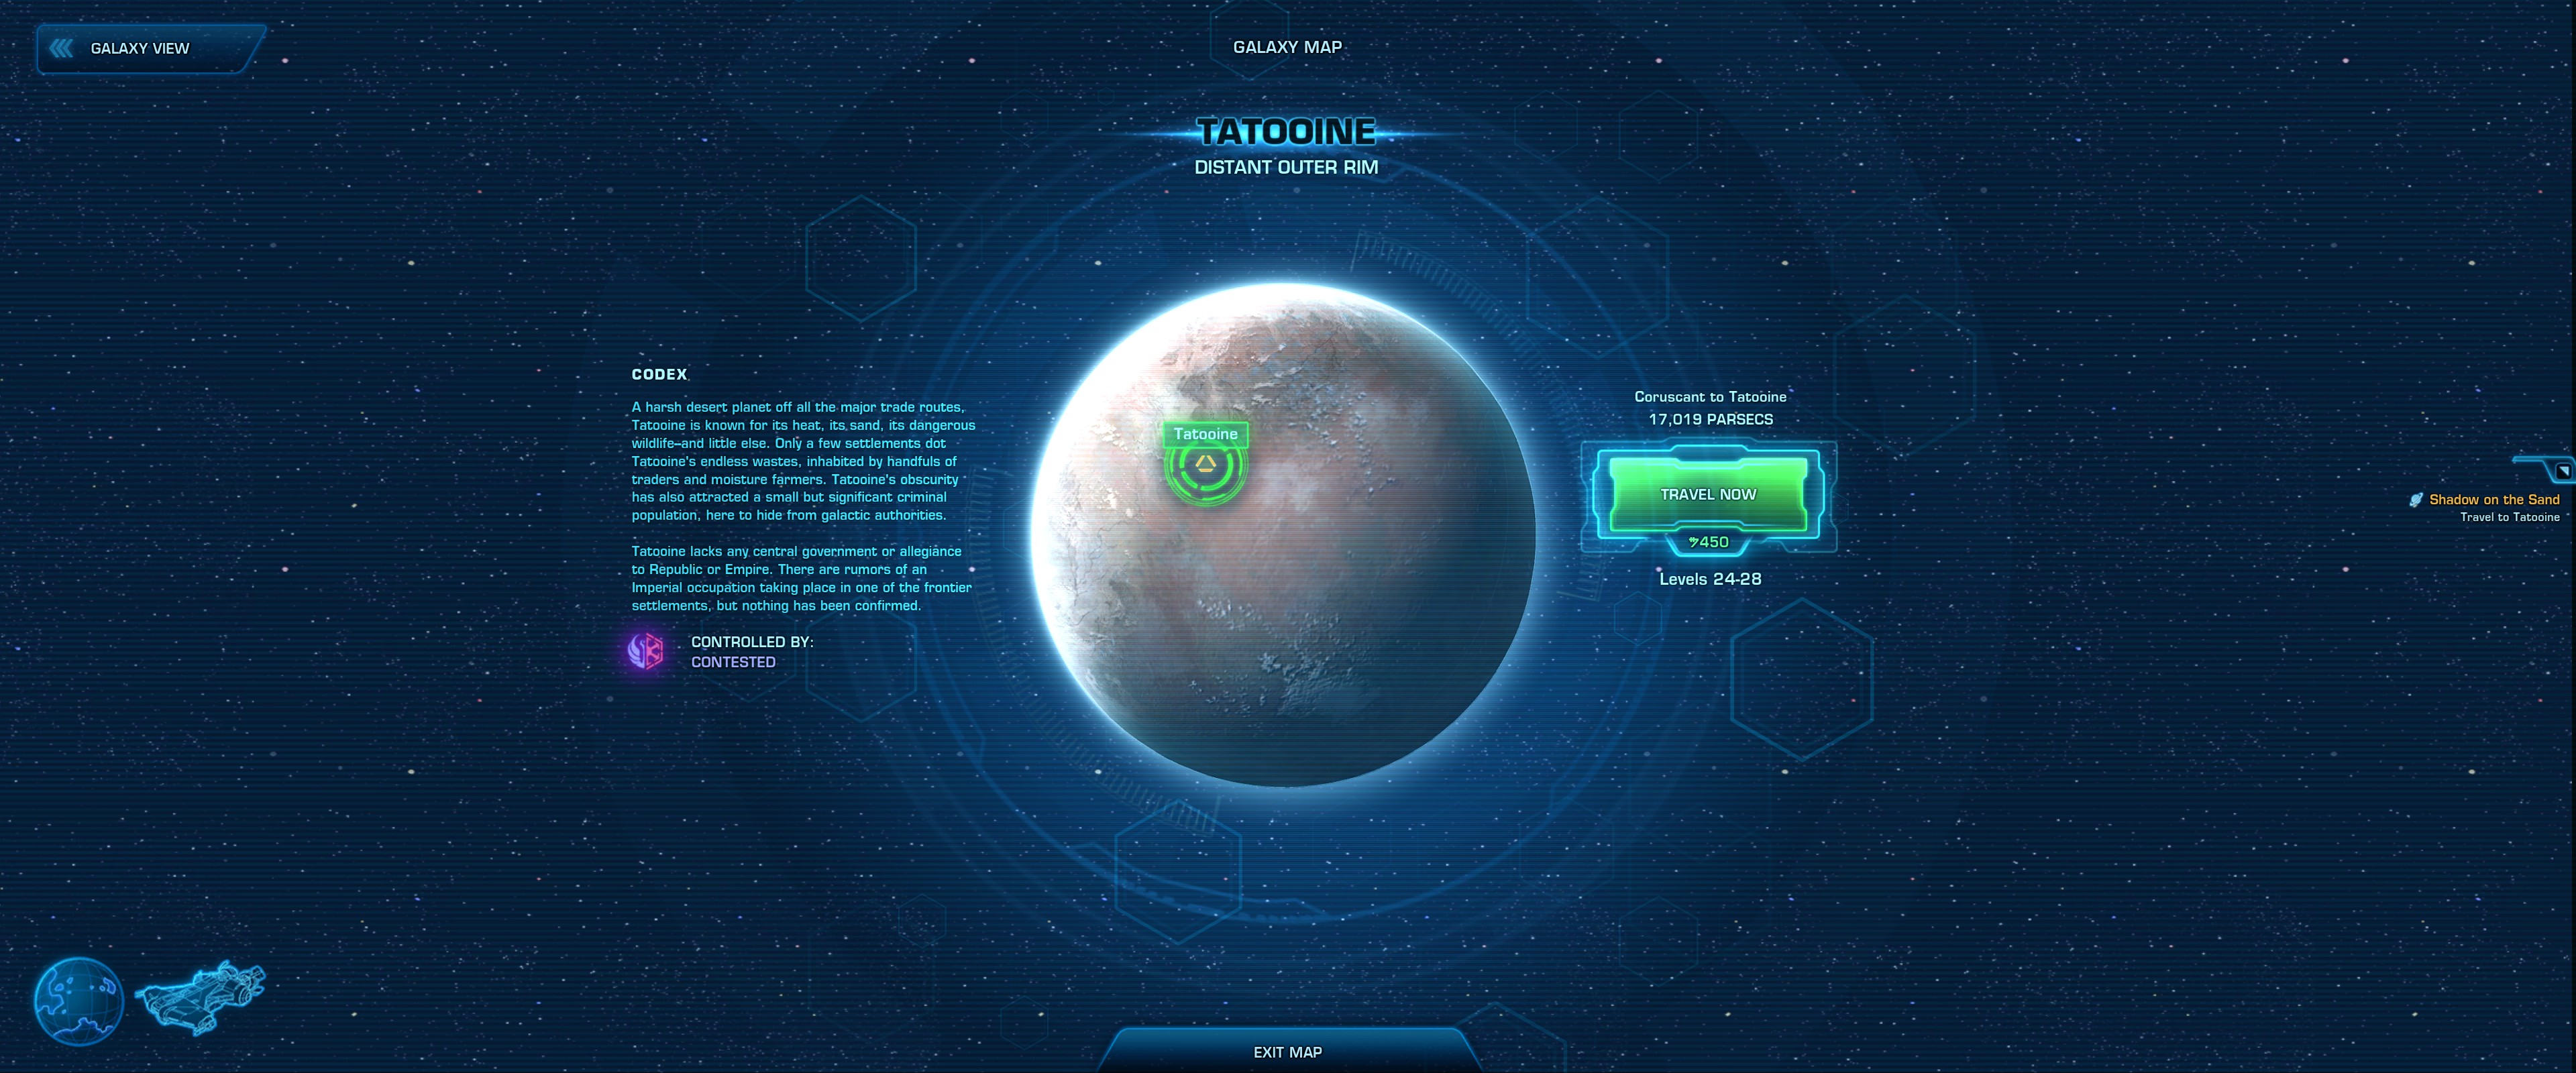 GALAXY VIEW
GALAXY MAP
TATOOINE
DISTANT OUTER RIM
CODEX
A harsh desert planet off all the major trade routes,
Tatooine is known for its heat, its sand, its dangerous
wildlife—and little else. Only a few settlements dot
Tatooine's endless wastes, inhabited by handfuls of
traders and moisture farmers. Tatooine's obscurity
has also attracted a small but significant criminal
population, here to hide from galactic authorities.
Tatooine lacks any central government or allegiance
to Republic or Empire. There are rumors of an
Imperial occupation taking place in one of the frontier
settlements, but nothing has been confirmed.
CONTROLLED BY:
CONTESTED
Tatooine
Coruscant to Tatooine
17,019 PARSECS
TRAVEL NOW
450
Levels 24-28
Shadow on the Sand
Travel to Tatooine
EXIT MAP